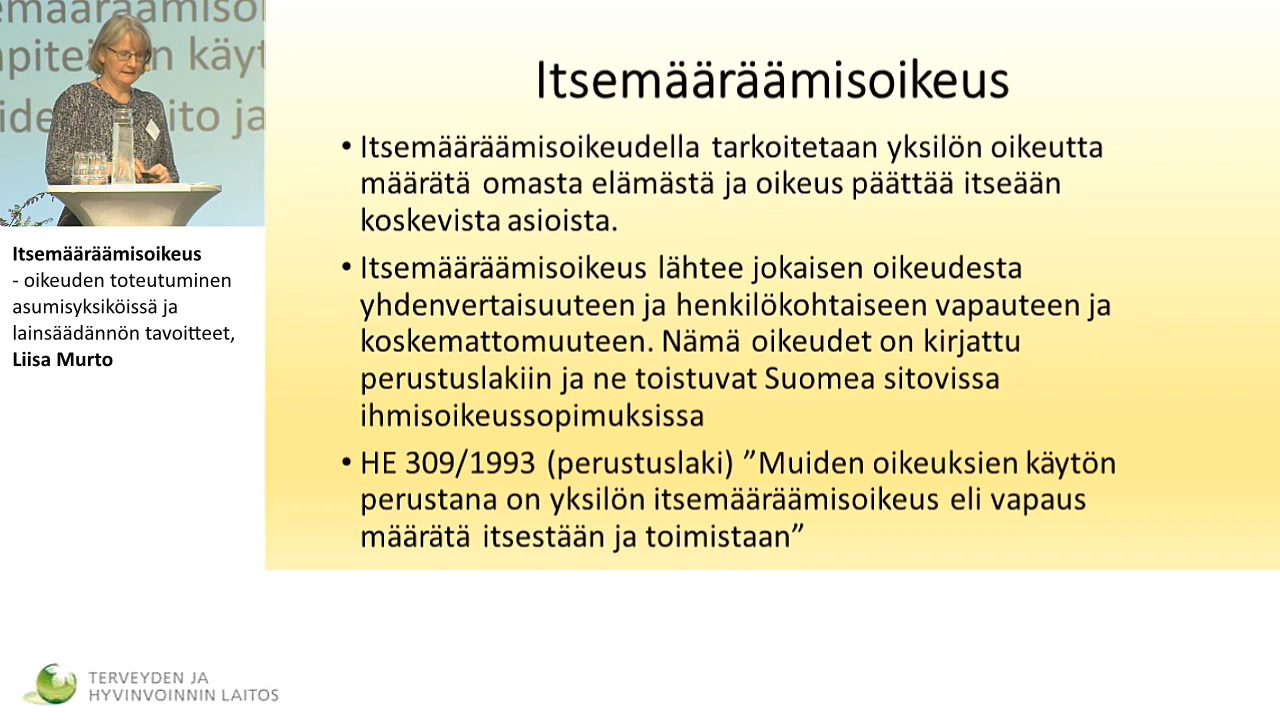 Itsemääräämisoikeus
• Itsemääräämisoikeudella tarkoitetaan yksilön oikeutta
määrätä omasta elämästä ja oikeus päättää itseään
koskevista asioista.
• Itsemääräämisoikeus lähtee jokaisen oikeudesta
yhdenvertaisuuteen ja henkilökohtaiseen vapauteen ja
koskemattomuuteen. Nämä oikeudet on kirjattu
perustuslakiin ja ne toistuvat Suomea sitovissa
ihmisoikeussopimuksissa
• HE 309/1993 (perustuslaki) ”Muiden oikeuksien käytön
perustana on yksilön itsemääräämisoikeus eli vapaus
määrätä itsestään ja toimistaan”
Itsemääräämisoikeus
- oikeuden toteutuminen
asumisyksiköissä ja
lainsäädännön tavoitteet,
Liisa Murto
TERVEYDEN JA
HYVINVOINNIN LAITOS